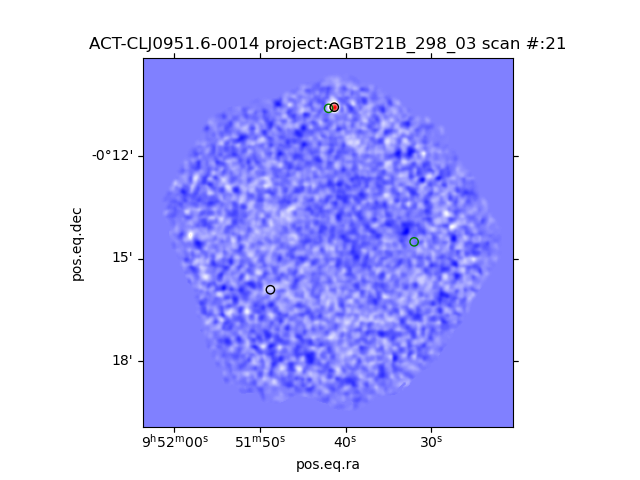 ACT-CLJ0951.6-0014 project:AGBT21B_298_03 scan #:21
-0°12'
15'
18'
pos.eq.dec
9ʰ52ᵐ00ˢ 51ᵐ50ˢ 40ˢ 30ˢ
pos.eq.ra